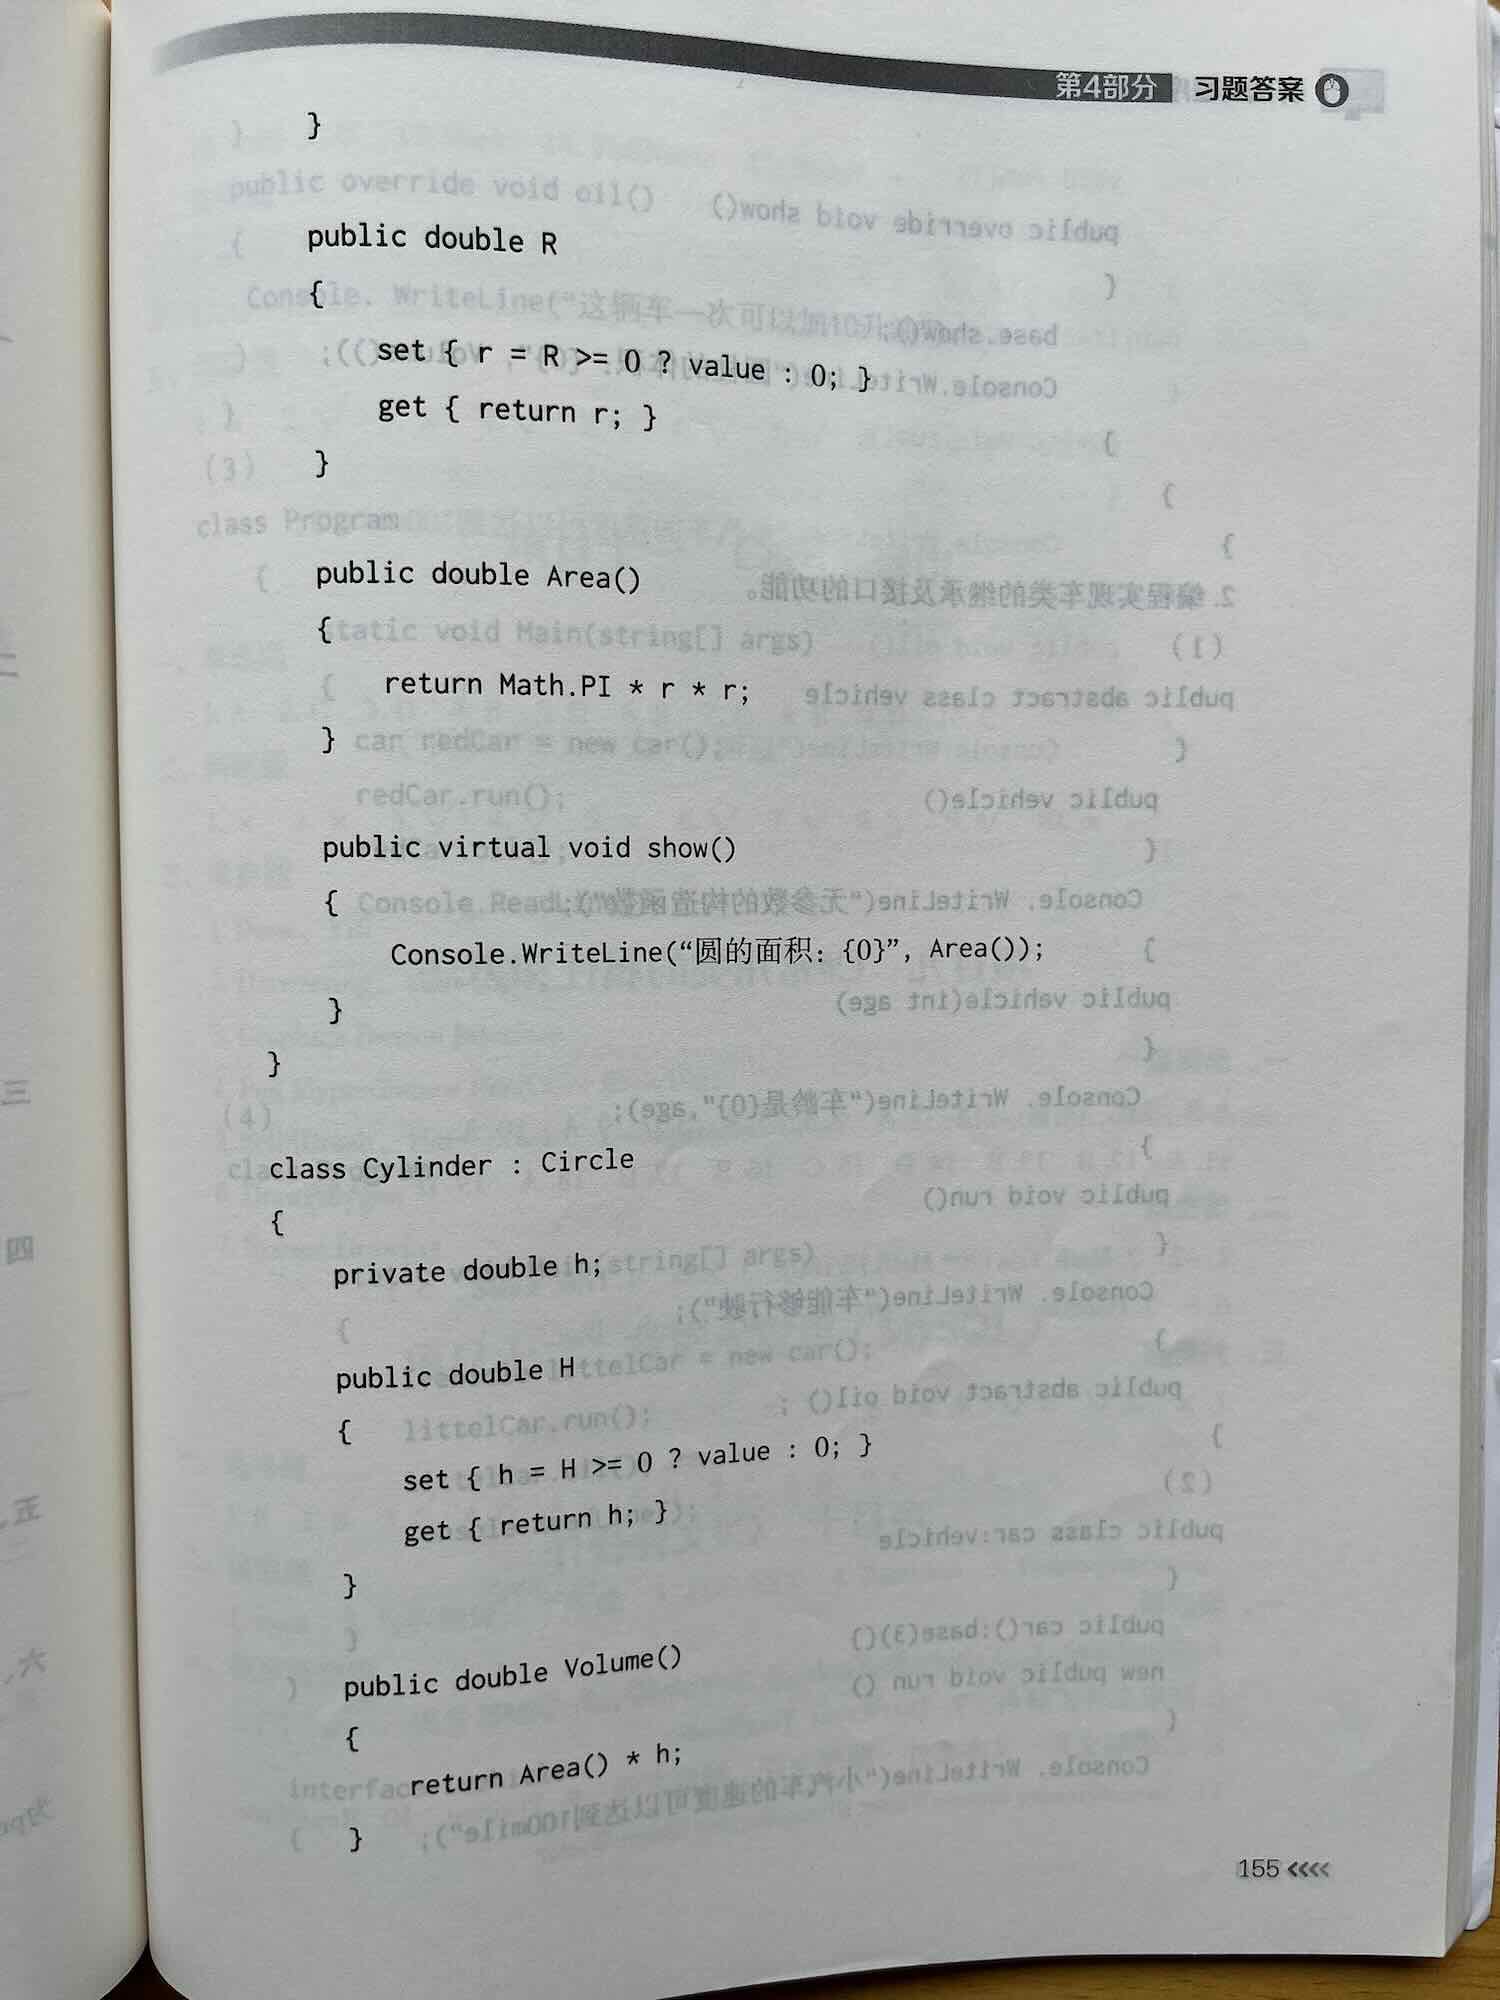 第4部分 习题答案
}
public double R
{
set { r = R >= 0 ? value : 0; }
get { return r; }
}
public double Area()
{
return Math.PI * r * r;
}
public virtual void show()
{
Console.WriteLine(“圆的面积: {0}”, Area());
}
}
class Cylinder : Circle
{
private double h;
public double H
{
set { h = H >= 0 ? value : 0; }
get { return h; }
}
public double Volume()
{
return Area() * h;
}
155 <<<<